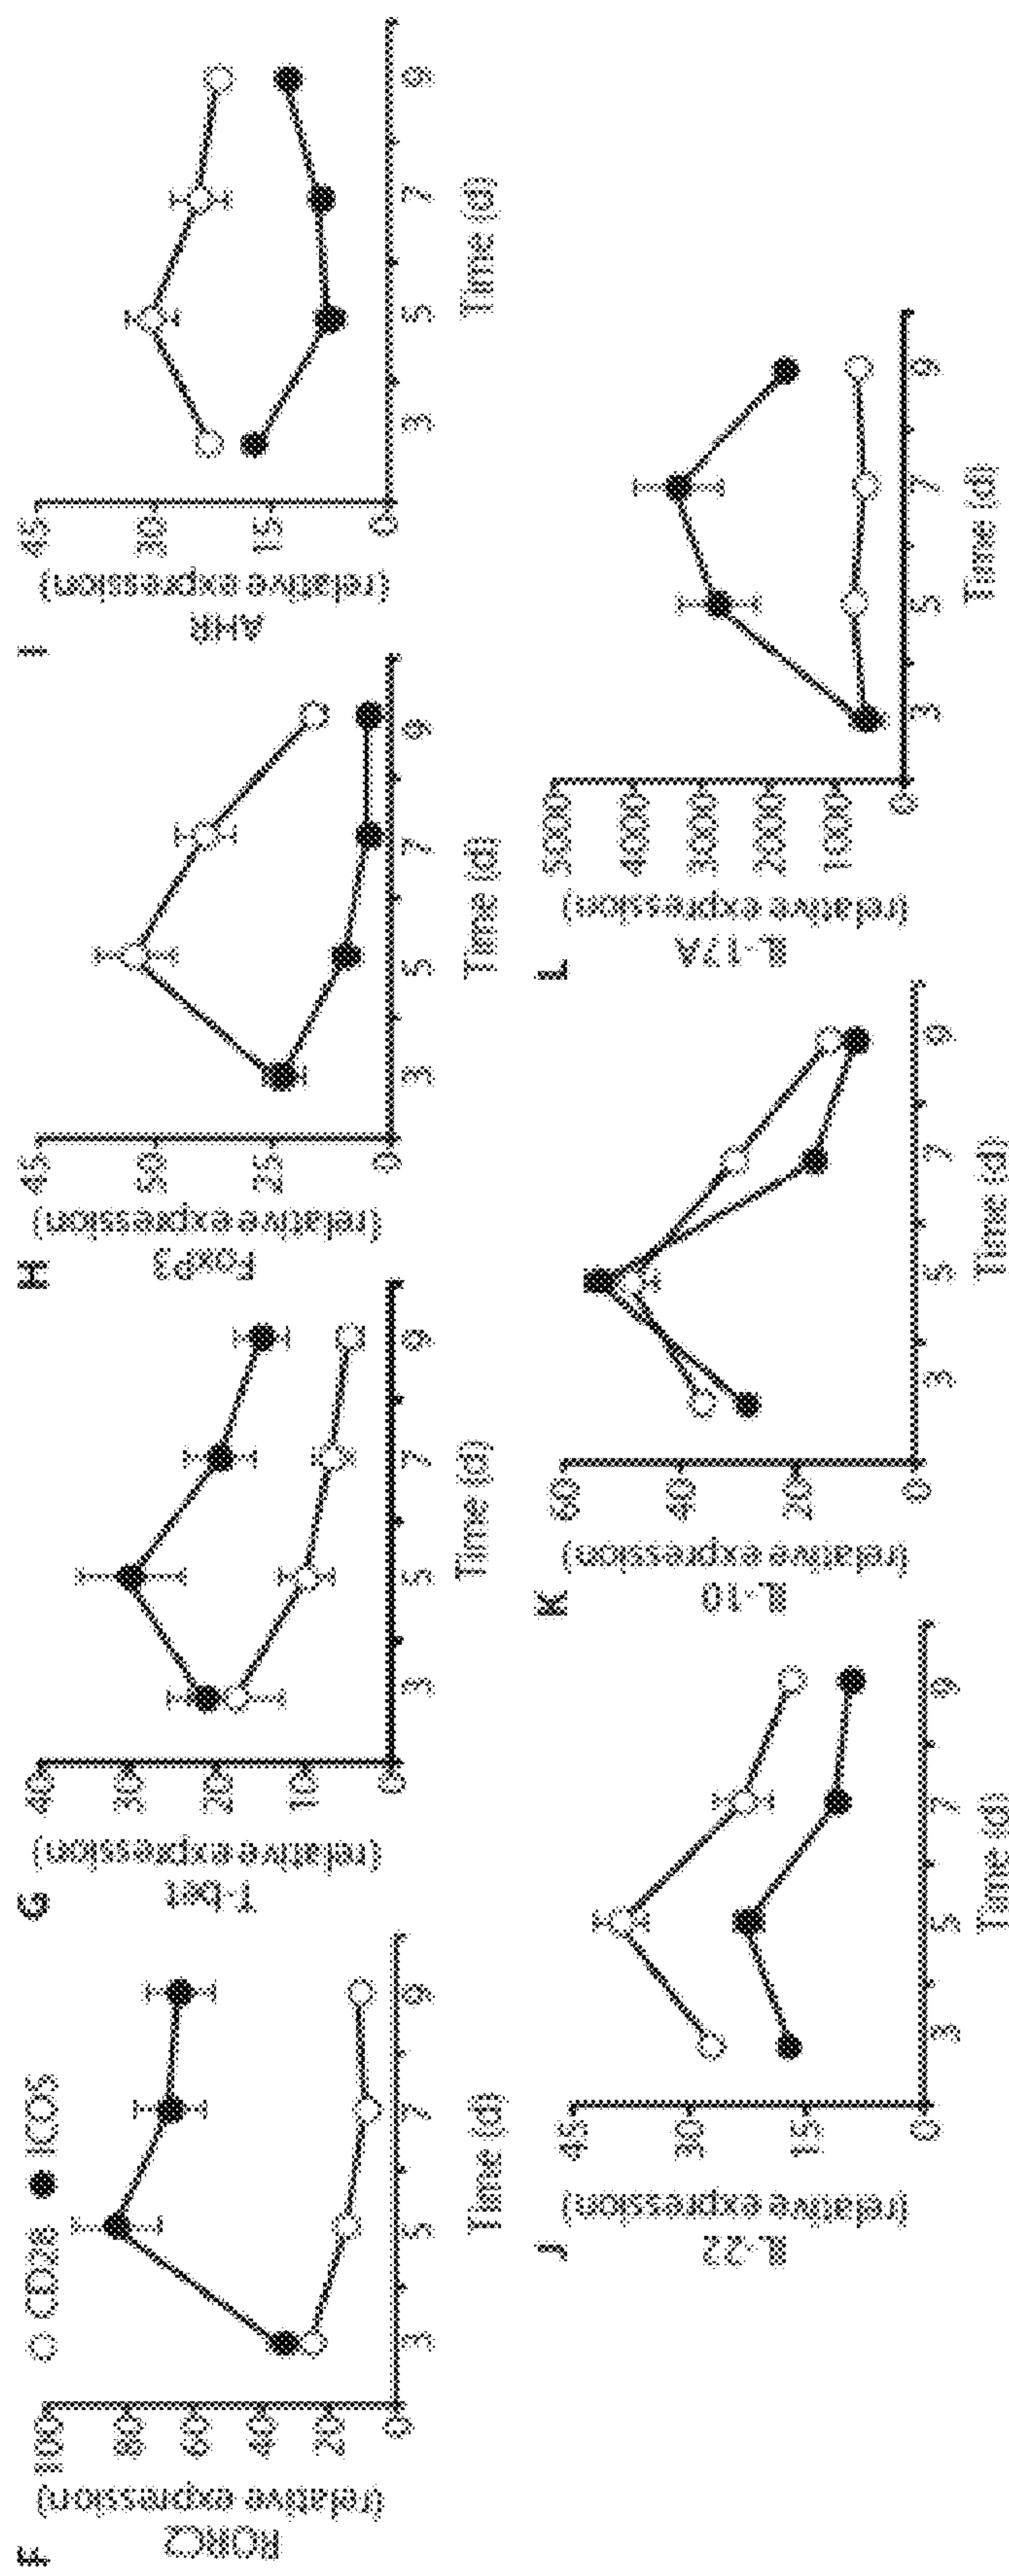 ○ CD28 ● ICOS
F
RORC2
(relative expression)
100
80
60
40
20
0
3 5 7 9
Time (d)
G
T-bet
(relative expression)
40
30
20
10
0
3 5 7 9
Time (d)
H
FoxP3
(relative expression)
45
50
25
0
3 5 7 9
Time (d)
I
AHR
(relative expression)
45
30
15
0
3 5 7 9
Time (d)
J
IL-22
(relative expression)
45
30
15
0
3 5 7 9
Time (d)
K
IL-10
(relative expression)
60
40
20
0
3 5 7 9
Time (d)
L
IL-17A
(relative expression)
5000
4000
3000
2000
1000
0
3 5 7 9
Time (d)